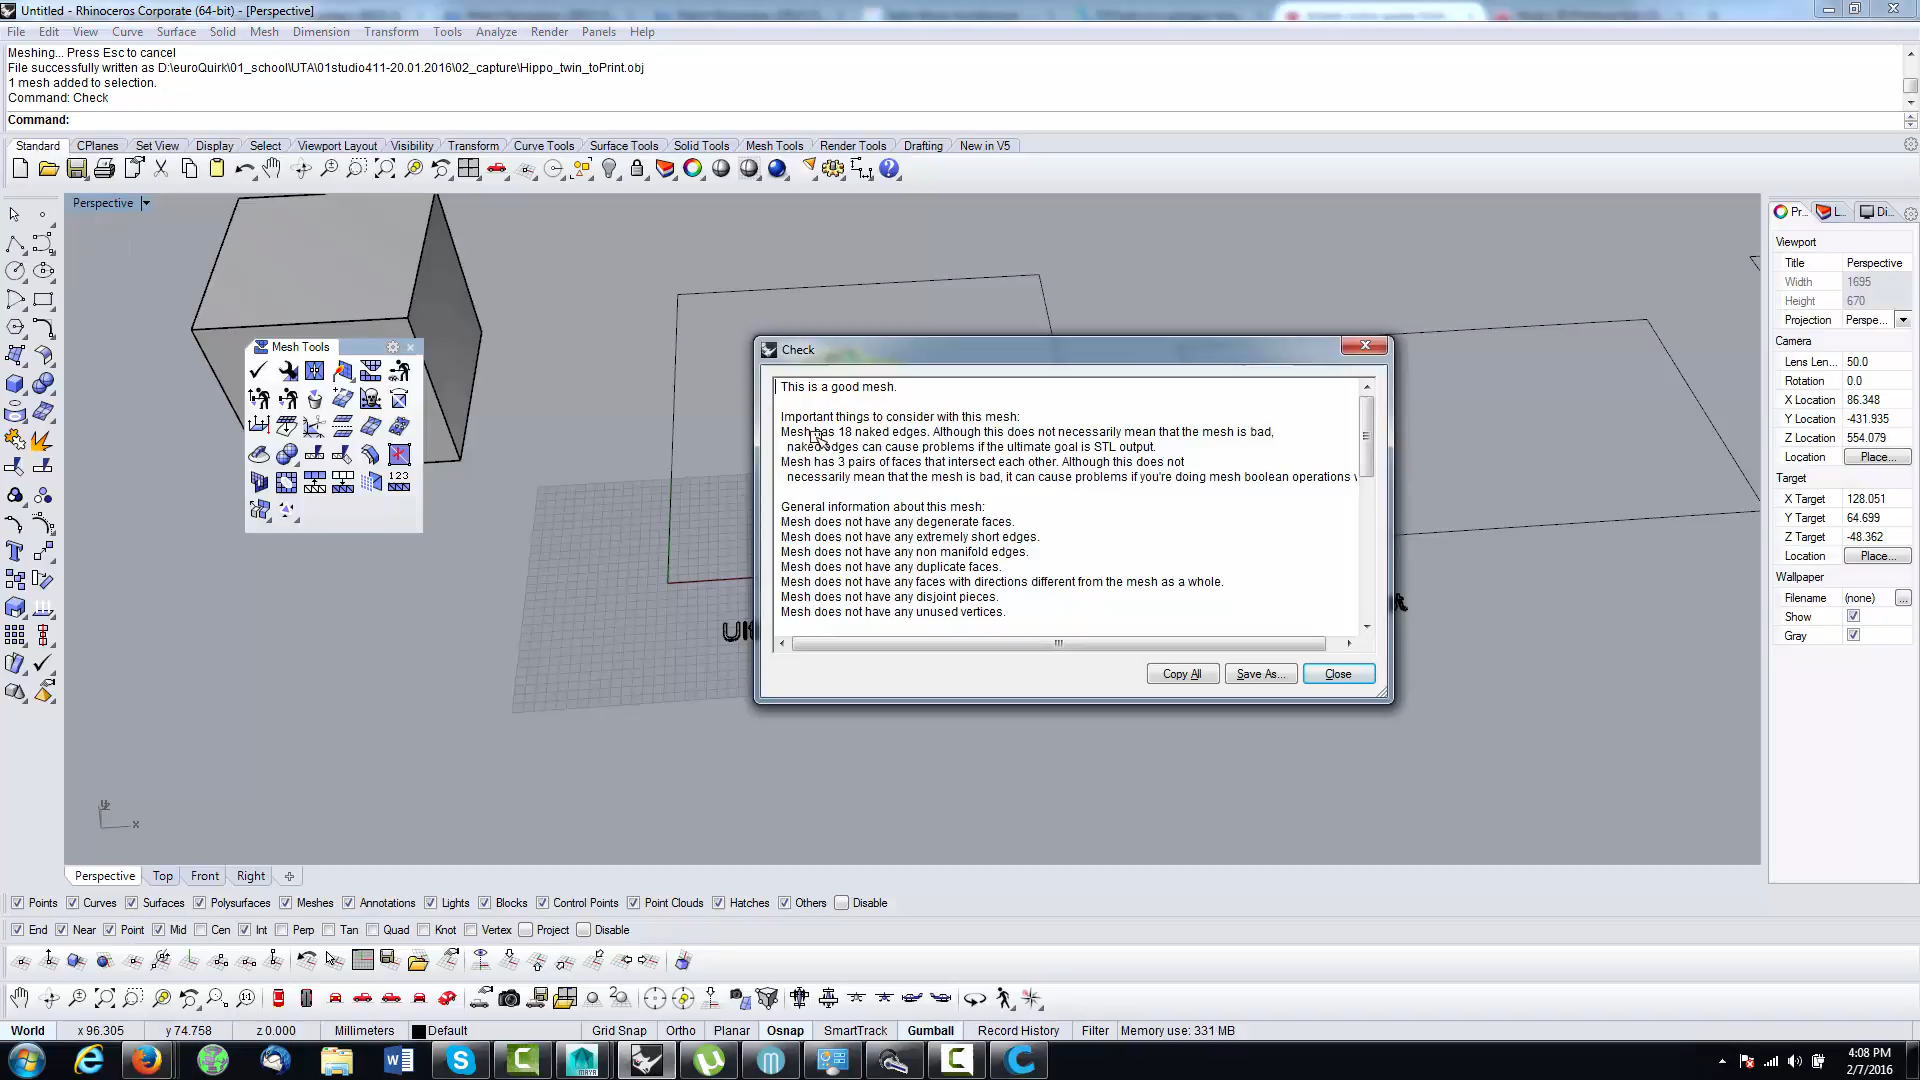 Untitled - Rhinoceros Corporate (64-bit) - [Perspective]
File Edit View Curve Surface Solid Mesh Dimension Transform Tools Analyze Render Panels Help
Meshing... Press Esc to cancel
File successfully written as D:\euroQuirk\01_school\UTA\01studio411-20.01.2016\02_capture\Hippo_twin_toPrint.obj
1 mesh added to selection.
Command: Check
Command:
Standard CPlanes Set View Display Select Viewport Layout Visibility Transform Curve Tools Surface Tools Solid Tools Mesh Tools Render Tools Drafting New in V5
Perspective
Mesh Tools
123
Check
This is a good mesh.
Important things to consider with this mesh:
Mesh has 18 naked edges. Although this does not necessarily mean that the mesh is bad,
naked edges can cause problems if the ultimate goal is STL output.
Mesh has 3 pairs of faces that intersect each other. Although this does not
necessarily mean that the mesh is bad, it can cause problems if you're doing mesh boolean operations
General information about this mesh:
Mesh does not have any degenerate faces.
Mesh does not have any extremely short edges.
Mesh does not have any non manifold edges.
Mesh does not have any duplicate faces.
Mesh does not have any faces with directions different from the mesh as a whole.
Mesh does not have any disjoint pieces.
Mesh does not have any unused vertices.
Copy All Save As... Close
Pr... L... Di...
Viewport
Title Perspective
Width 1695
Height 670
Projection Perspe...
Camera
Lens Len... 50.0
Rotation 0.0
X Location 86.348
Y Location -431.935
Z Location 554.079
Location Place...
Target
X Target 128.051
Y Target 64.699
Z Target -48.362
Location Place...
Wallpaper
Filename (none) ...
Show
Gray
x
Perspective Top Front Right
Points Curves Surfaces Polysurfaces Meshes Annotations Lights Blocks Control Points Point Clouds Hatches Others Disable
End Near Point Mid Cen Int Perp Tan Quad Knot Vertex Project Disable
World x 96.305 y 74.758 z 0.000 Millimeters Default Grid Snap Ortho Planar Osnap SmartTrack Gumball Record History Filter Memory use: 331 MB
4:08 PM
2/7/2016